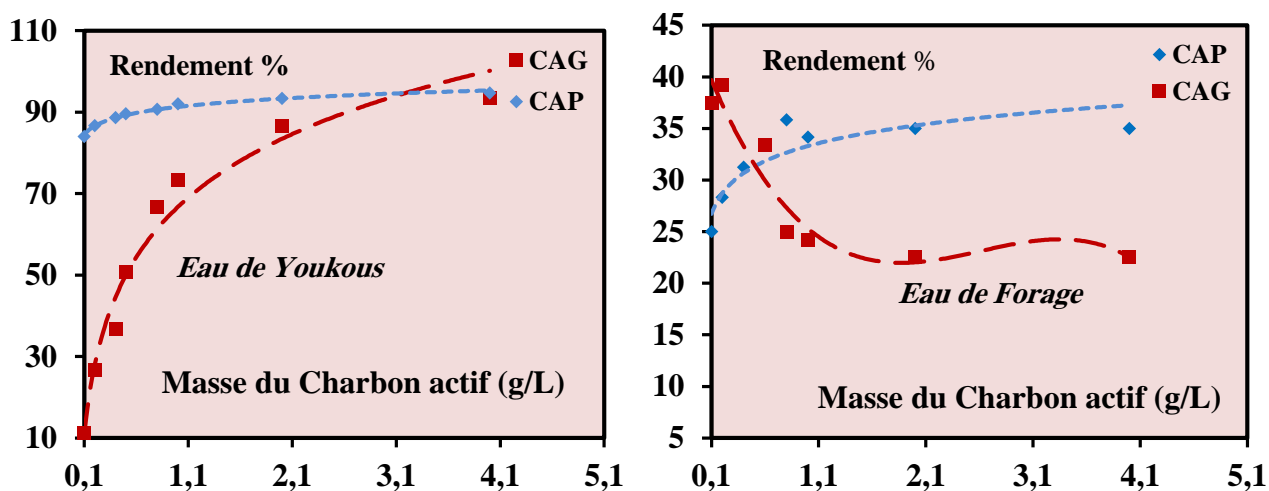 110
90
70
50
30
10
Rendement %
CAG
CAP
Eau de Youkous
Masse du Charbon actif (g/L)
0,1 1,1 2,1 3,1 4,1 5,1
45
40
35
30
25
20
15
10
5
Rendement %
CAP
CAG
Eau de Forage
Masse du Charbon actif (g/L)
0,1 1,1 2,1 3,1 4,1 5,1